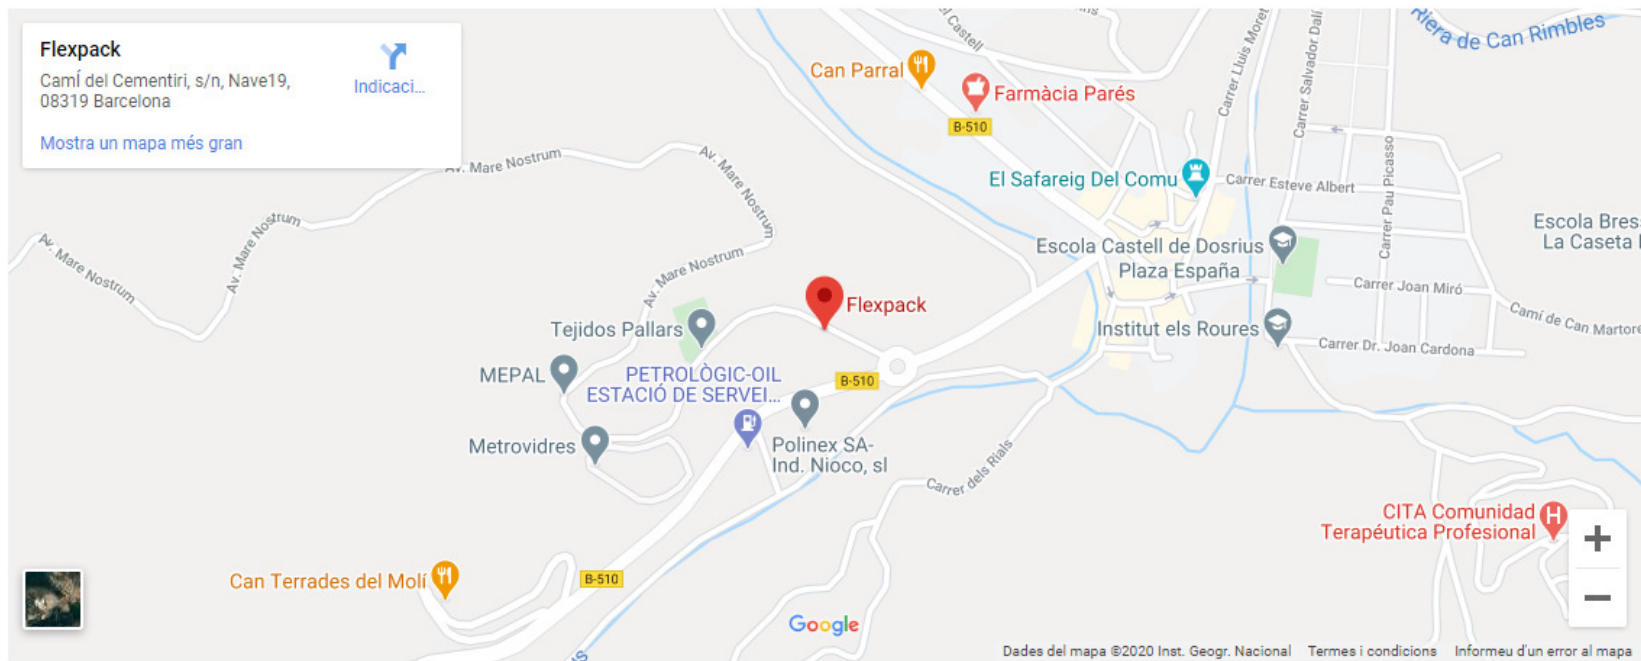 Flexpack
Camí del Cementiri, s/n, Nave19,
08319 Barcelona
Indicaci...
Mostra un mapa més gran
el Castell
Can Parral
Farmàcia Parés
B-510
Carrer Lluis Moret
Carrer Salvador Dalí
Riera de Can Rimbles
Av. Mare Nostrum
Av. Mare Nostrum
El Safareig Del Comu
Carrer Esteve Albert
Carrer Pau Picasso
Av. Mare Nostrum
Av. Mare Nostrum
Av. Mare Nostrum
Escola Castell de Dosrius
Plaza España
Escola Bres
La Caseta
Flexpack
Carrer Joan Miró
Camí de Can Martore
Tejidos Pallars
Institut els Roures
Carrer Dr. Joan Cardona
MEPAL
PETROLÒGIC-OIL
ESTACIÓ DE SERVEI...
B-510
Metrovidres
Polinex SA-
Ind. Nioco, sl
Carrer dels Rials
CITA Comunidad
Terapéutica Profesional
H
+
−
Can Terrades del Molí
B-510
Google
Dades del mapa ©2020 Inst. Geogr. Nacional
Termes i condicions
Informeu d'un error al mapa